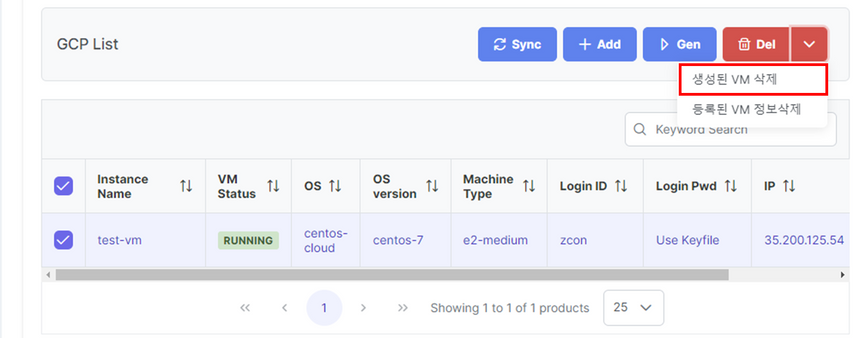 GCP List
Sync
Add
Gen
Del
생성된 VM 삭제
등록된 VM 정보삭제
Keyword Search
Instance Name
VM Status
OS
OS version
Machine Type
Login ID
Login Pwd
IP
test-vm
RUNNING
centos-cloud
centos-7
e2-medium
zcon
Use Keyfile
35.200.125.54
1
Showing 1 to 1 of 1 products
25